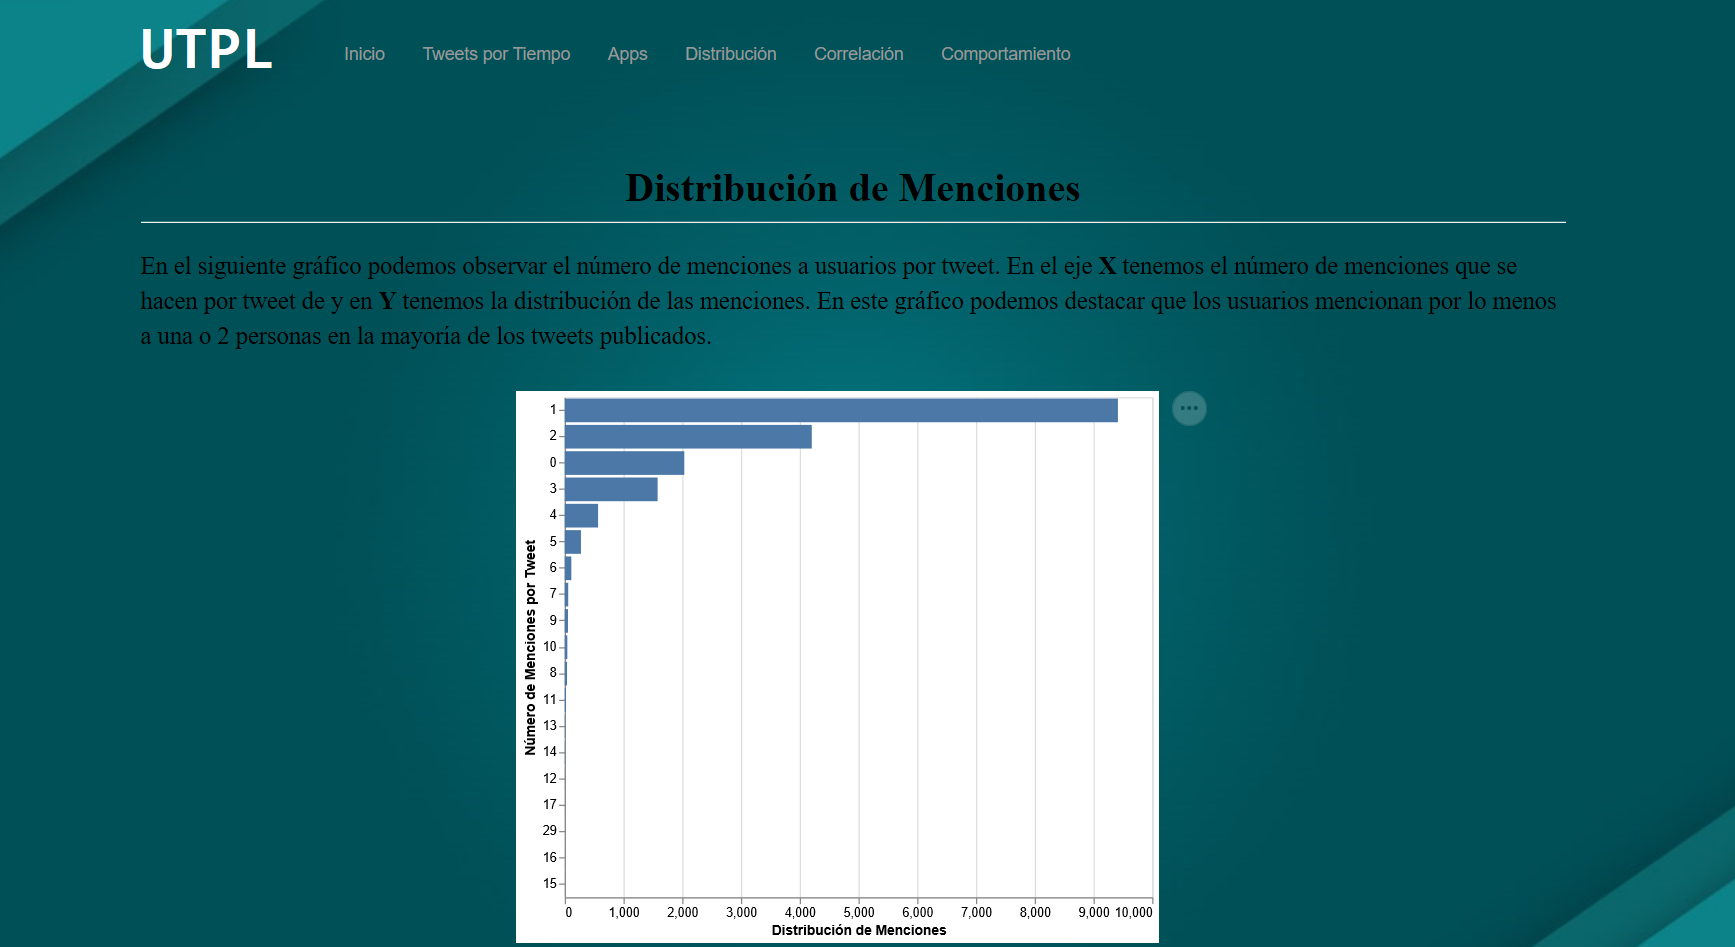 UTPL
Inicio Tweets por Tiempo Apps Distribución Correlación Comportamiento
Distribución de Menciones
En el siguiente gráfico podemos observar el número de menciones a usuarios por tweet. En el eje X tenemos el número de menciones que se
hacen por tweet de y en Y tenemos la distribución de las menciones. En este gráfico podemos destacar que los usuarios mencionan por lo menos
a una o 2 personas en la mayoría de los tweets publicados.
Número de Menciones por Tweet
1
2
0
3
4
5
6
7
9
10
8
11
13
14
12
17
29
16
15
0 1,000 2,000 3,000 4,000 5,000 6,000 7,000 8,000 9,000 10,000
Distribución de Menciones